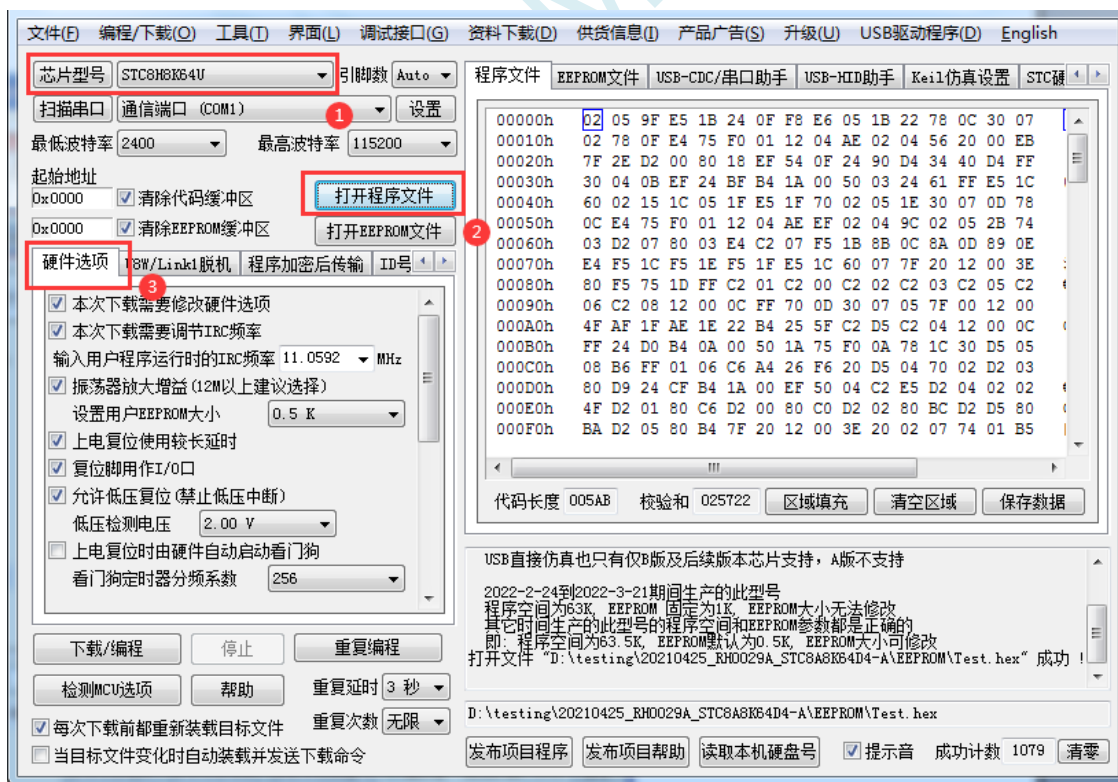 文件(F) 编程/下载(O) 工具(T) 界面(L) 调试接口(G) 资料下载(D) 供货信息(I) 产品广告(S) 升级(U) USB驱动程序(D) English
芯片型号 STC8H8K64U 引脚数 Auto
扫描串口 通信端口 (COM1) 设置
1
最低波特率 2400 最高波特率 115200
起始地址
0x0000 清除代码缓冲区 打开程序文件
2
0x0000 清除EEPROM缓冲区 打开EEPROM文件
硬件选项 U8W/Link1脱机 程序加密后传输 ID号
3
本次下载需要修改硬件选项
本次下载需要调节IRC频率
输入用户程序运行时的IRC频率 11.0592 MHz
振荡器放大增益(12M以上建议选择)
设置用户EEPROM大小 0.5 K
上电复位使用较长延时
复位脚用作I/O口
允许低压复位(禁止低压中断)
低压检测电压 2.00 V
上电复位时由硬件自动启动看门狗
看门狗定时器分频系数 256
下载/编程 停止 重复编程
检测MCU选项 帮助 重复延时 3 秒
每次下载前都重新装载目标文件 重复次数 无限
当目标文件变化时自动装载并发送下载命令
程序文件 EEPROM文件 USB-CDC/串口助手 USB-HID助手 Keil仿真设置 STC硬
00000h 02 05 9F E5 1B 24 0F F8 E6 05 1B 22 78 0C 30 07
00010h 02 78 0F E4 75 F0 01 12 04 AE 02 04 56 20 00 EB
00020h 7F 2E D2 00 80 18 EF 54 0F 24 90 D4 34 40 D4 FF
00030h 30 04 0B EF 24 BF B4 1A 00 50 03 24 61 FF E5 1C
00040h 60 02 15 1C 05 1F E5 1F 70 02 05 1E 30 07 0D 78
00050h 0C E4 75 F0 01 12 04 AE EF 02 04 9C 02 05 2B 74
00060h 03 D2 07 80 03 E4 C2 07 F5 1B 8B 0C 8A 0D 89 0E
00070h E4 F5 1C F5 1E F5 1F E5 1C 60 07 7F 20 12 00 3E
00080h 80 F5 75 1D FF C2 01 C2 00 C2 02 C2 03 C2 05 C2
00090h 06 C2 08 12 00 0C FF 70 0D 30 07 05 7F 00 12 00
000A0h 4F AF 1F AE 1E 22 B4 25 5F C2 D5 C2 04 12 00 0C
000B0h FF 24 D0 B4 0A 00 50 1A 75 F0 0A 78 1C 30 D5 05
000C0h 08 B6 FF 01 06 C6 A4 26 F6 20 D5 04 70 02 D2 03
000D0h 80 D9 24 CF B4 1A 00 EF 50 04 C2 E5 D2 04 02 02
000E0h 4F D2 01 80 C6 D2 00 80 C0 D2 02 80 BC D2 D5 80
000F0h BA D2 05 80 B4 7F 20 12 00 3E 20 02 07 74 01 B5
代码长度 005AB 校验和 025722 区域填充 清空区域 保存数据
USB直接仿真也只有仅B版及后续版本芯片支持，A版不支持
2022-2-24到2022-3-21期间生产的此型号
程序空间为63K, EEPROM 固定为1K, EEPROM大小无法修改
其它时间生产的此型号的程序空间和EEPROM参数都是正确的
即: 程序空间为63.5K, EEPROM默认为0.5K, EEPROM大小可修改
打开文件 "D:\testing\20210425_RH0029A_STC8A8K64D4-A\EEPROM\Test.hex" 成功 !
D:\testing\20210425_RH0029A_STC8A8K64D4-A\EEPROM\Test.hex
发布项目程序 发布项目帮助 读取本机硬盘号 提示音 成功计数 1079 清零